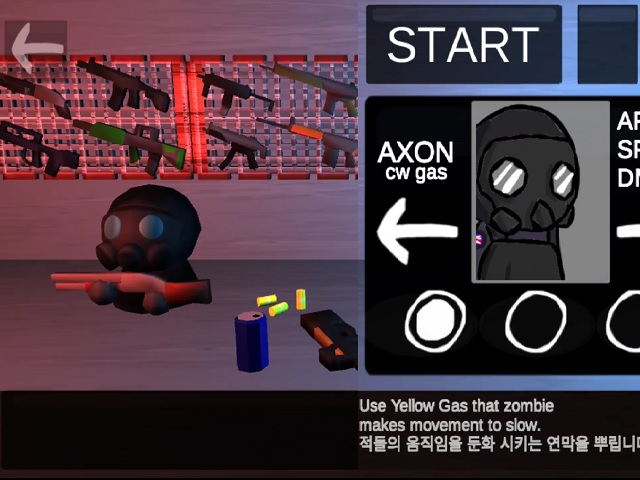 START
AXON
cw gas
Use Yellow Gas that zombie
makes movement to slow.
적들의 움직임을 둔화 시키는 연막을 뿌립니다